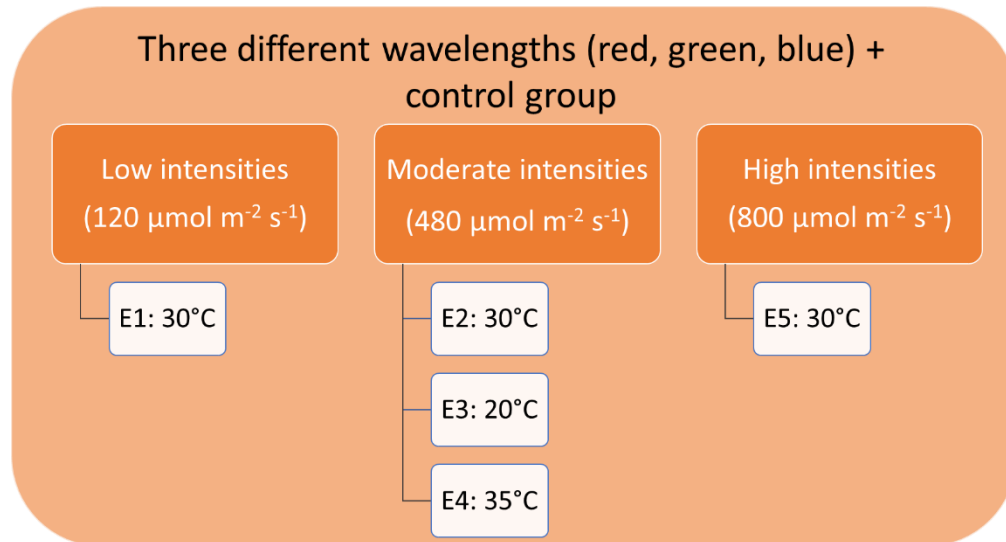 Three different wavelengths (red, green, blue) +
control group
Low intensities
(120 µmol m⁻² s⁻¹)
E1: 30°C
Moderate intensities
(480 µmol m⁻² s⁻¹)
E2: 30°C
E3: 20°C
E4: 35°C
High intensities
(800 µmol m⁻² s⁻¹)
E5: 30°C